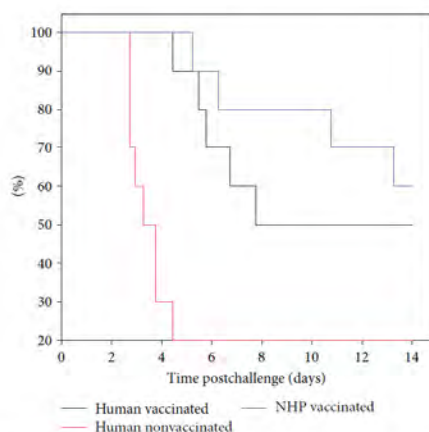 100
90
80
70
60
50
40
30
20
(%)
0 2 4 6 8 10 12 14
Time postchallenge (days)
Human vaccinated NHP vaccinated
Human nonvaccinated